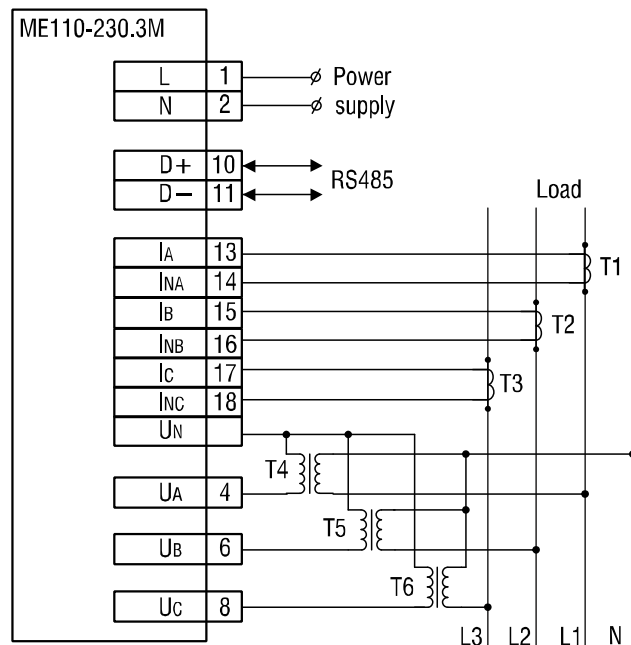 ME110-230.3M
L 1 Power
N 2 supply
D+ 10
D− 11
RS485
Load
IA 13
INA 14
T1
IB 15
INB 16
T2
IC 17
INC 18
T3
UN
T4
UA 4
T5
UB 6
T6
UC 8
L3 L2 L1 N